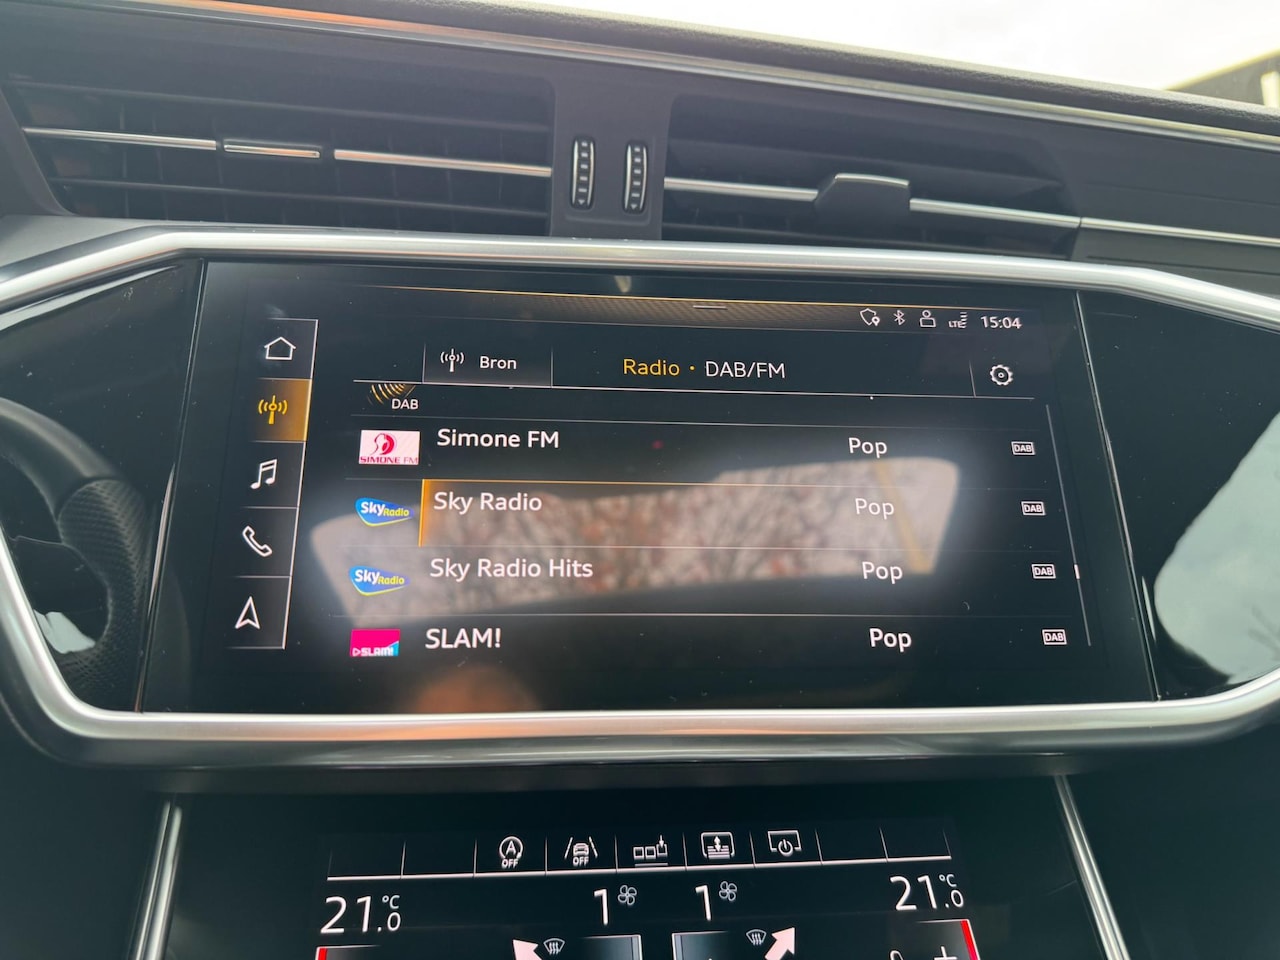 LTE 15:04
Bron Radio · DAB/FM
DAB
SIMONE FM Simone FM Pop DAB
Sky Radio Sky Radio Pop DAB
Sky Radio Sky Radio Hits Pop DAB
SLAM! SLAM! Pop DAB
A OFF OFF
21.0 °C 1 1 21.0 °C